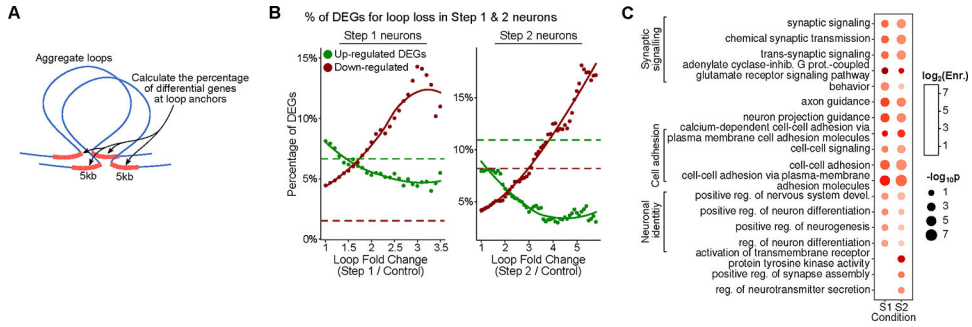 A
Aggregate loops
Calculate the percentage
of differential genes
at loop anchors
5kb
5kb
B
% of DEGs for loop loss in Step 1 & 2 neurons
Step 1 neurons
Step 2 neurons
Up-regulated DEGs
Down-regulated
Percentage of DEGs
15%
10%
5%
0%
15%
10%
5%
1
1.5
2
2.5
3
3.5
1
2
3
4
5
Loop Fold Change
(Step 1 / Control)
Loop Fold Change
(Step 2 / Control)
C
Synaptic
signalling
Cell adhesion
Neuronal
identity
synaptic signaling
chemical synaptic transmission
trans-synaptic signaling
adenylate cyclase-inhib. G prot.-coupled
glutamate receptor signaling pathway
behavior
axon guidance
neuron projection guidance
calcium-dependent cell-cell adhesion via
plasma membrane cell adhesion molecules
cell-cell signaling
cell-cell adhesion
cell-cell adhesion via plasma-membrane
adhesion molecules
positive reg. of nervous system devel.
positive reg. of neuron differentiation
positive reg. of neurogenesis
reg. of neuron differentiation
activation of transmembrane receptor
protein tyrosine kinase activity
positive reg. of synapse assembly
reg. of neurotransmitter secretion
S1 S2
Condition
log2(Enr.)
7
5
3
1
-log10p
1
3
5
7